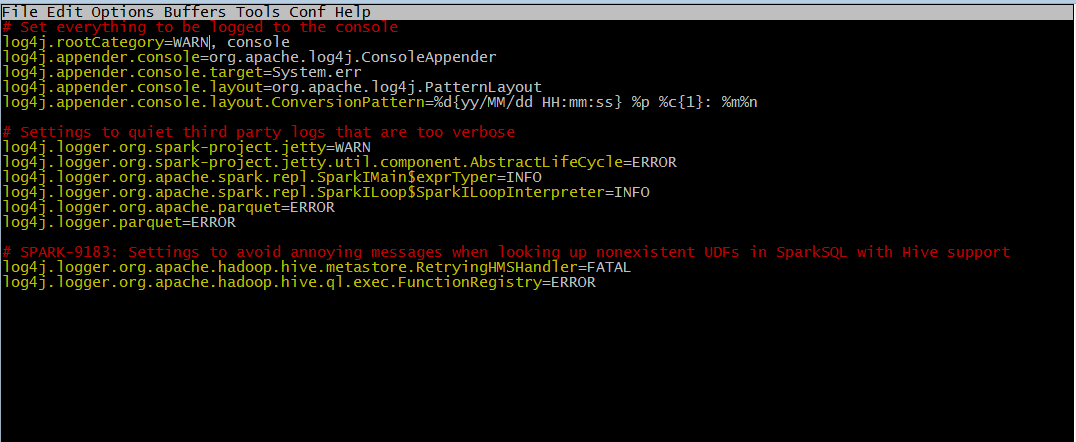 File Edit Options Buffers Tools Conf Help
# Set everything to be logged to the console
log4j.rootCategory=WARN, console
log4j.appender.console=org.apache.log4j.ConsoleAppender
log4j.appender.console.target=System.err
log4j.appender.console.layout=org.apache.log4j.PatternLayout
log4j.appender.console.layout.ConversionPattern=%d{yy/MM/dd HH:mm:ss} %p %c{1}: %m%n
# Settings to quiet third party logs that are too verbose
log4j.logger.org.spark-project.jetty=WARN
log4j.logger.org.spark-project.jetty.util.component.AbstractLifeCycle=ERROR
log4j.logger.org.apache.spark.repl.SparkIMain$exprTyper=INFO
log4j.logger.org.apache.spark.repl.SparkILoop$SparkILoopInterpreter=INFO
log4j.logger.org.apache.parquet=ERROR
log4j.logger.parquet=ERROR
# SPARK-9183: Settings to avoid annoying messages when looking up nonexistent UDFs in SparkSQL with Hive support
log4j.logger.org.apache.hadoop.hive.metastore.RetryingHMSHandler=FATAL
log4j.logger.org.apache.hadoop.hive.ql.exec.FunctionRegistry=ERROR